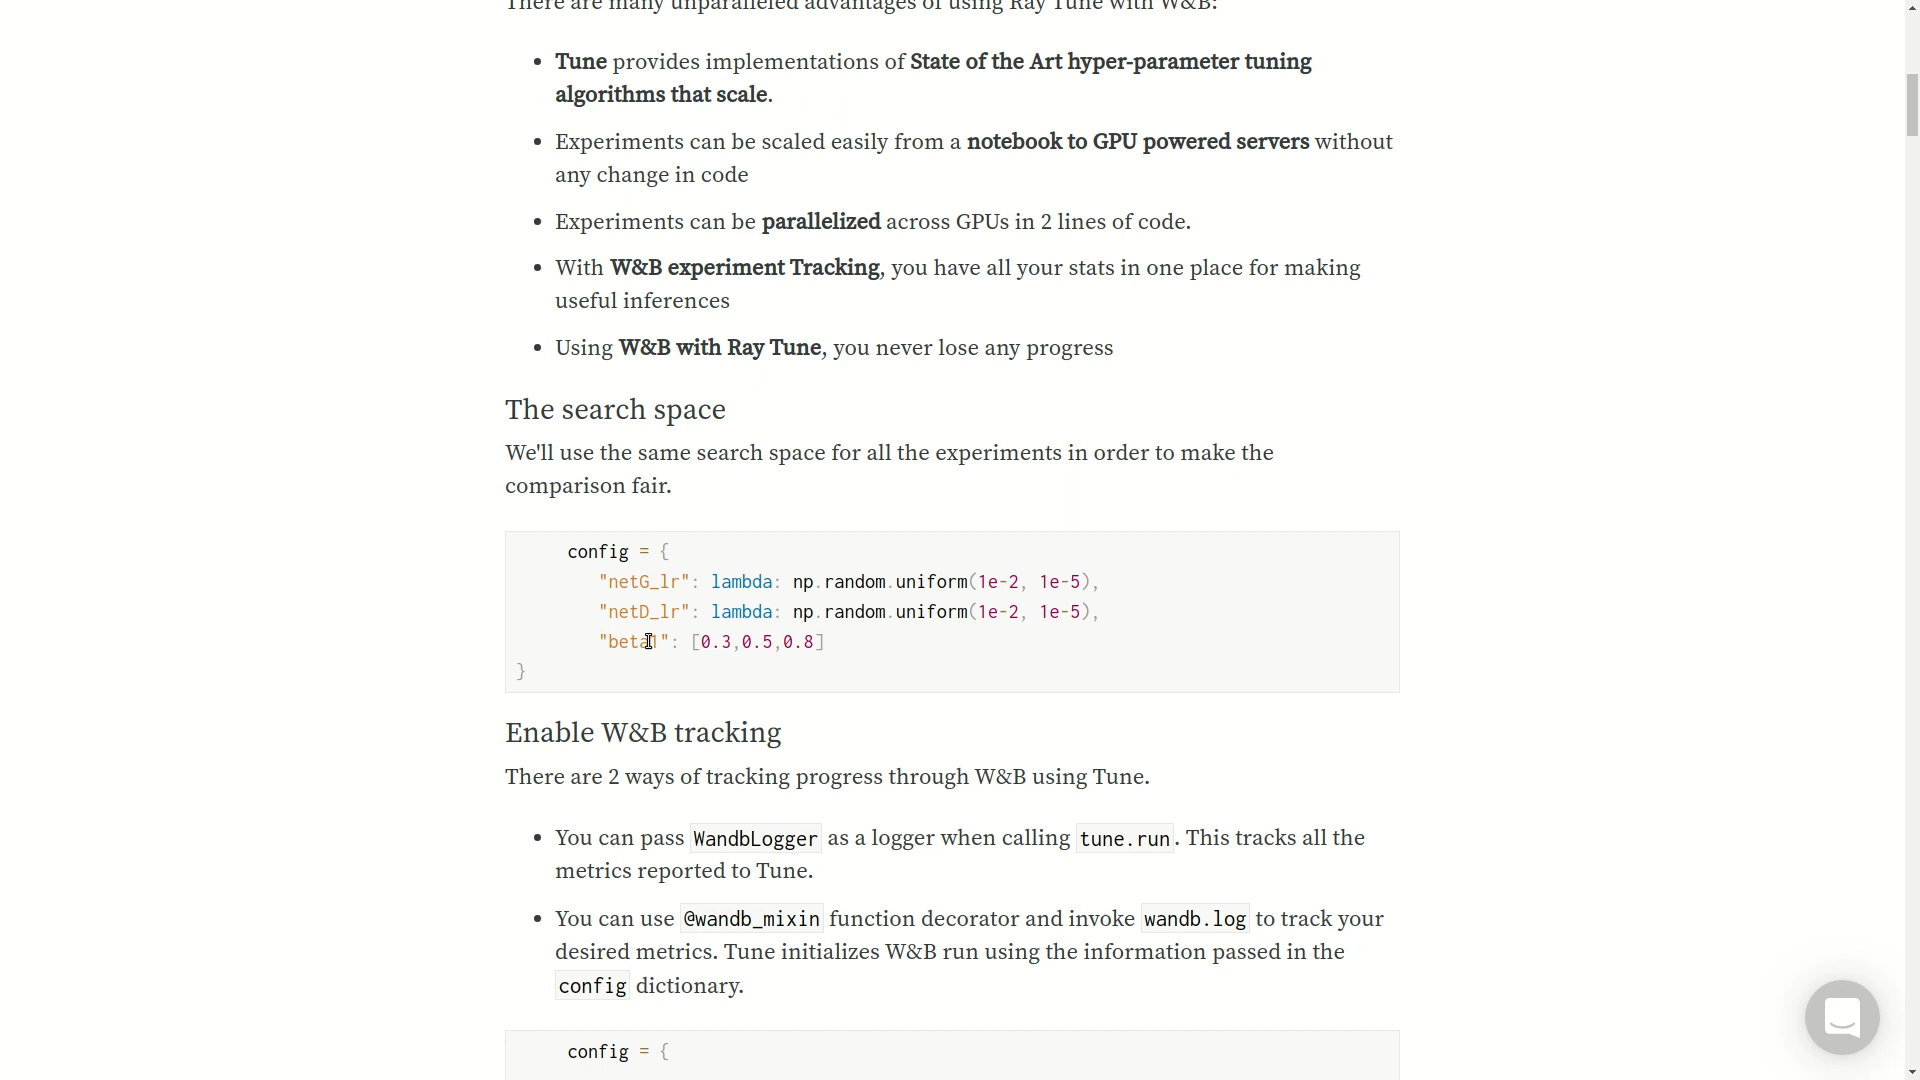 There are many unparalleled advantages of using Ray Tune with W&B:
Tune provides implementations of State of the Art hyper-parameter tuning
algorithms that scale.
Experiments can be scaled easily from a notebook to GPU powered servers without
any change in code
Experiments can be parallelized across GPUs in 2 lines of code.
With W&B experiment Tracking, you have all your stats in one place for making
useful inferences
Using W&B with Ray Tune, you never lose any progress
The search space
We'll use the same search space for all the experiments in order to make the
comparison fair.
config = {
"netG_lr": lambda: np.random.uniform(1e-2, 1e-5),
"netD_lr": lambda: np.random.uniform(1e-2, 1e-5),
"beta1": [0.3,0.5,0.8]
}
Enable W&B tracking
There are 2 ways of tracking progress through W&B using Tune.
You can pass WandbLogger as a logger when calling tune.run. This tracks all the
metrics reported to Tune.
You can use @wandb_mixin function decorator and invoke wandb.log to track your
desired metrics. Tune initializes W&B run using the information passed in the
config dictionary.
config = {